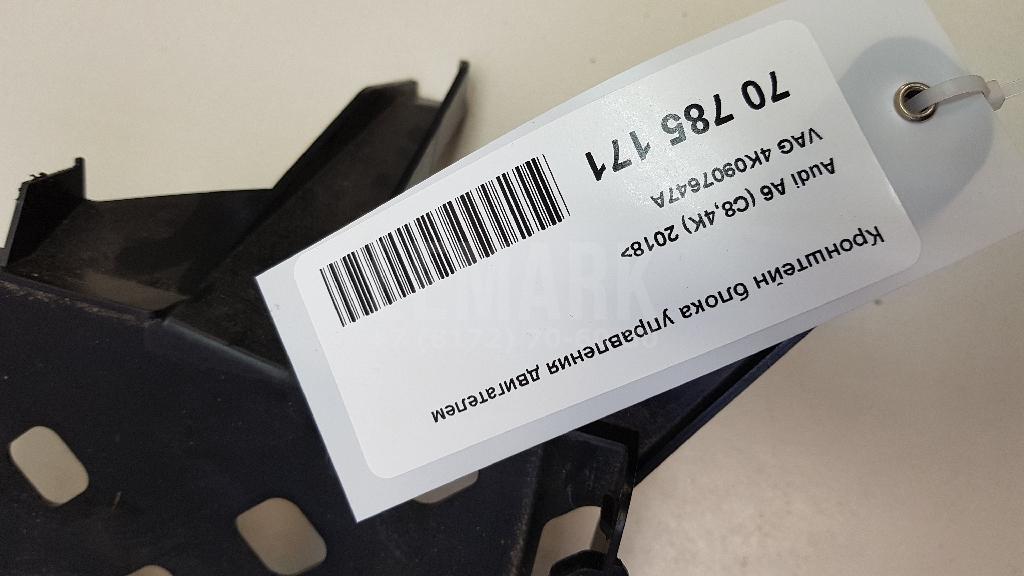 Кронштейн блока управления двигателем
Audi A6 (C8,4K) 2018>
VAG 4K0907647A
70 785 171